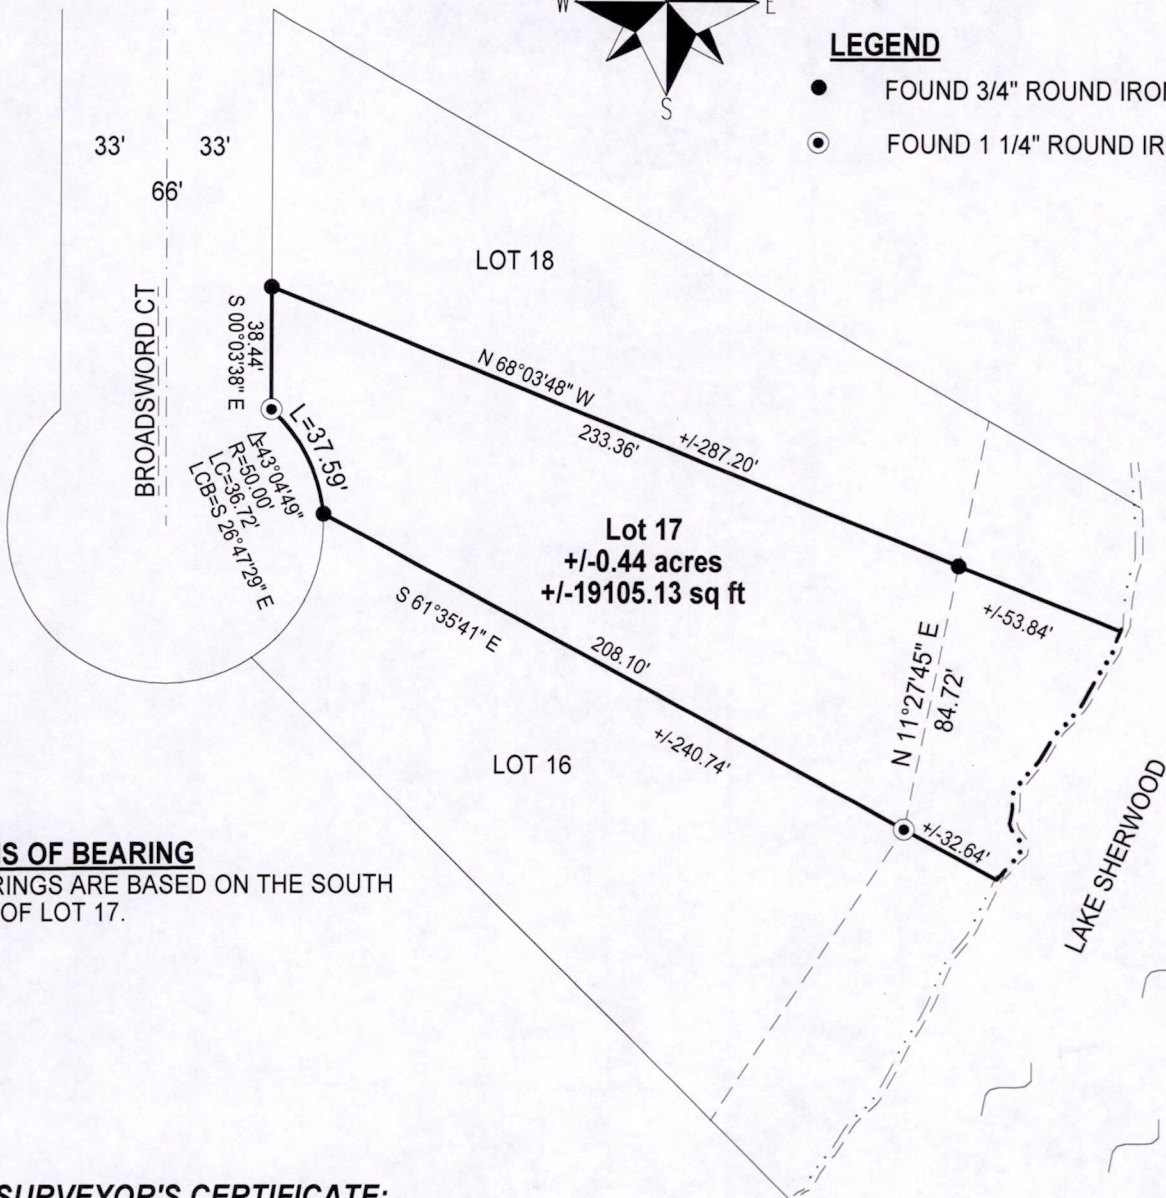 W E
S
LEGEND
FOUND 3/4" ROUND IRON
FOUND 1 1/4" ROUND IR
33' 33'
66'
BROADSWORD CT
LOT 18
38.44'
S 00°03'38" E
N 68°03'48" W
233.36'
+/-287.20'
L=37.59'
Δ=43°04'49"
R=50.00'
LC=36.72'
LCB=S 26°47'29" E
Lot 17
+/-0.44 acres
+/-19105.13 sq ft
+/-53.84'
S 61°35'41" E
208.10'
+/-240.74'
N 11°27'45" E
84.72'
+/-32.64'
LOT 16
LAKE SHERWOOD
IS OF BEARING
RINGS ARE BASED ON THE SOUTH
OF LOT 17.
SURVEYOR'S CERTIFICATE: